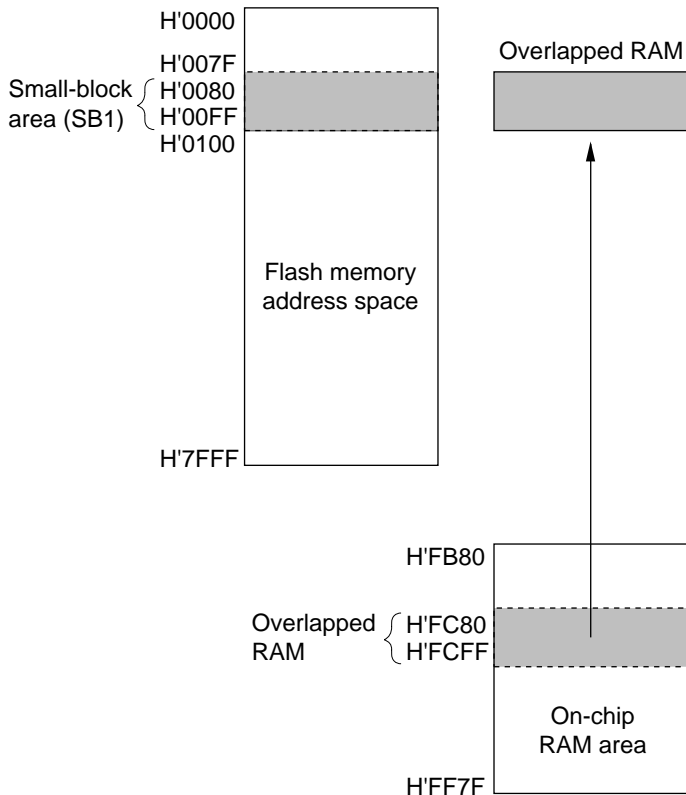 H'0000
Overlapped RAM
H'007F
Small-block
area (SB1)
H'0080
H'00FF
H'0100
Flash memory
address space
H'7FFF
H'FB80
Overlapped
RAM
H'FC80
H'FCFF
On-chip
RAM area
H'FF7F